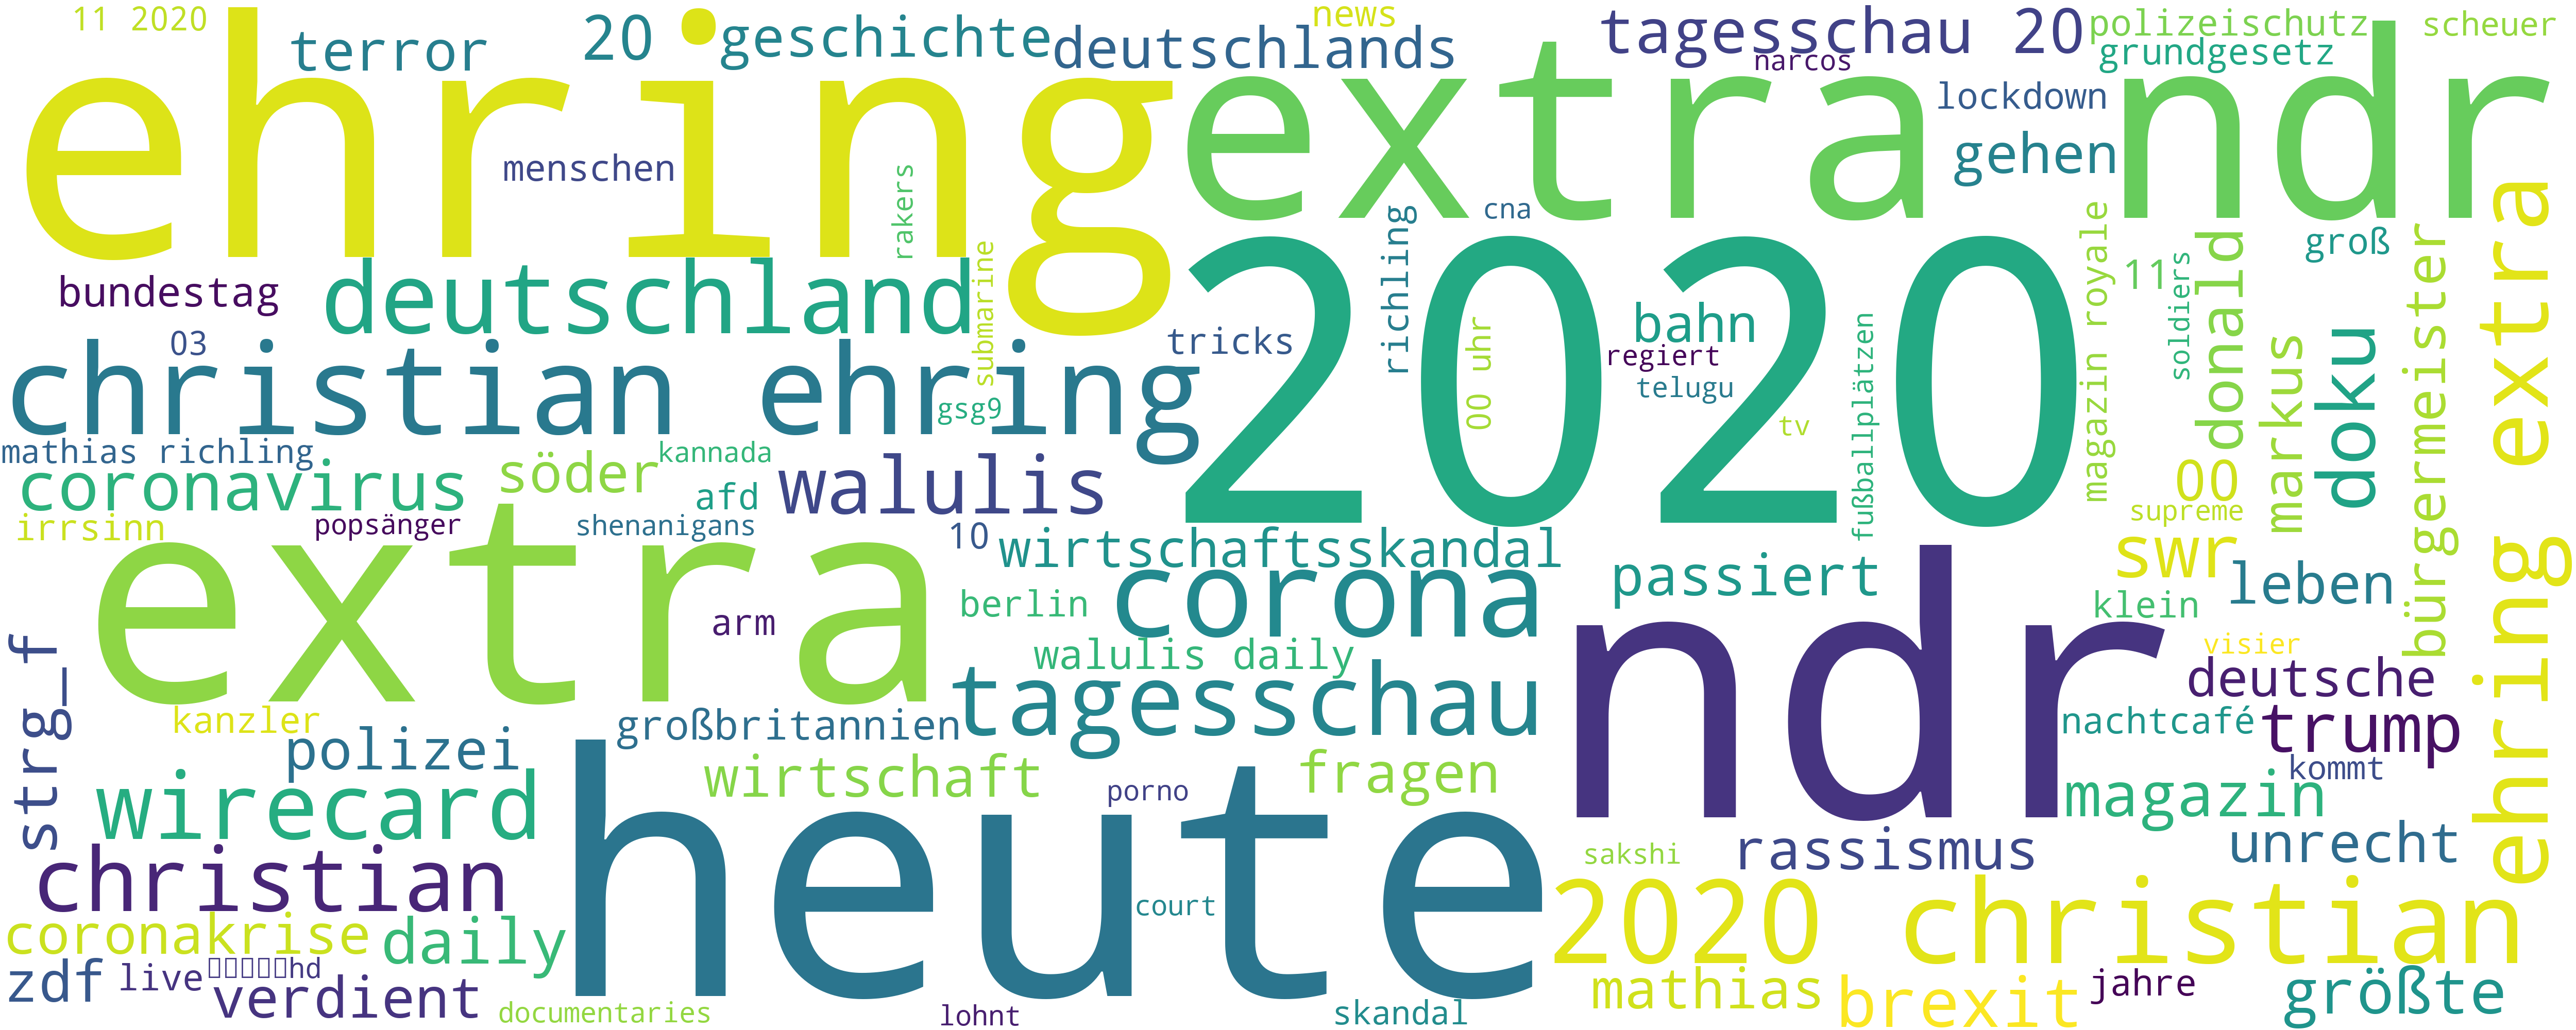 11 2020
terror
20
geschichte
deutschlands
news
tagesschau 20
narcos
polizeischutz
grundgesetz
scheuer
ehring
extra ndr
lockdown
gehen
menschen
rakers
submarine
richling
cna
magazin royale
11
soldiers
donald
groß
bürgermeister
ehring extra
bundestag
deutschland
03
christian ehring
tricks
2020
00 uhr
bahn
regiert
telugu
tv
fußballplätzen
markus
doku
gsg9
mathias richling
coronavirus
söder
kannada
afd
walulis
00
supreme
irrsinn
popsänger
shenanigans
10
wirtschaftsskandal
extra
corona
passiert
swr
leben
klein
berlin
arm
walulis daily
ndr
visier
deutsche
strg_f
kanzler
polizei
großbritannien
tagesschau
nachtcafé
trump
kommt
wirecard
wirtschaft
porno
fragen
magazin
heute
christian
sakshi
rassismus
unrecht
court
2020 christian
coronakrise
daily
zdf
live
hd
verdient
documentaries
lohnt
skandal
mathias
brexit
jahre
größte